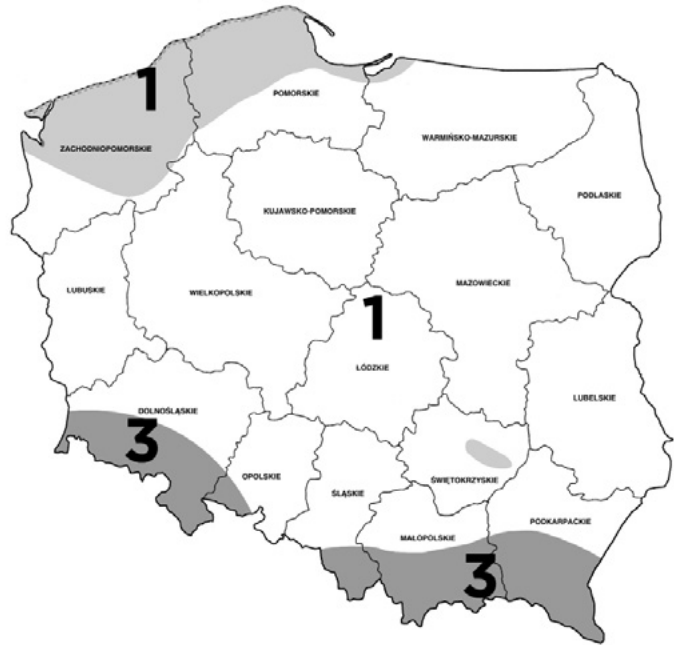 1
POMORSKIE
WARMIŃSKO-MAZURSKIE
ZACHODNIOPOMORSKIE
PODLASKIE
KUJAWSKO-POMORSKIE
MAZOWIECKIE
LUBUSKIE
WIELKOPOLSKIE
1
ŁÓDZKIE
LUBELSKIE
DOLNOŚLĄSKIE
3
OPOLSKIE
ŚWIĘTOKRZYSKIE
ŚLĄSKIE
PODKARPACKIE
MAŁOPOLSKIE
3